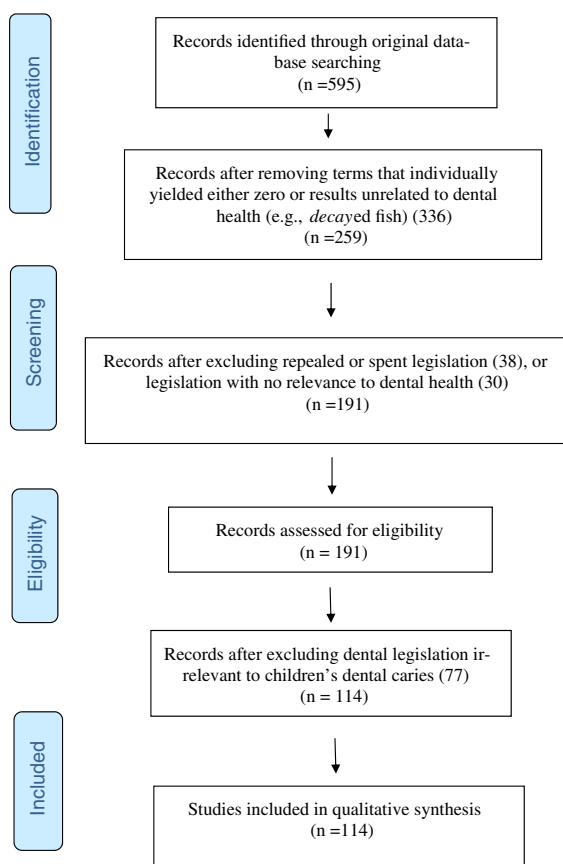 Identification
Records identified through original data-
base searching
(n =595)
Records after removing terms that individually
yielded either zero or results unrelated to dental
health (e.g., decayed fish) (336)
(n =259)
Screening
Records after excluding repealed or spent legislation (38), or
legislation with no relevance to dental health (30)
(n =191)
Eligibility
Records assessed for eligibility
(n = 191)
Records after excluding dental legislation ir-
relevant to children's dental caries (77)
(n = 114)
Included
Studies included in qualitative synthesis
(n =114)